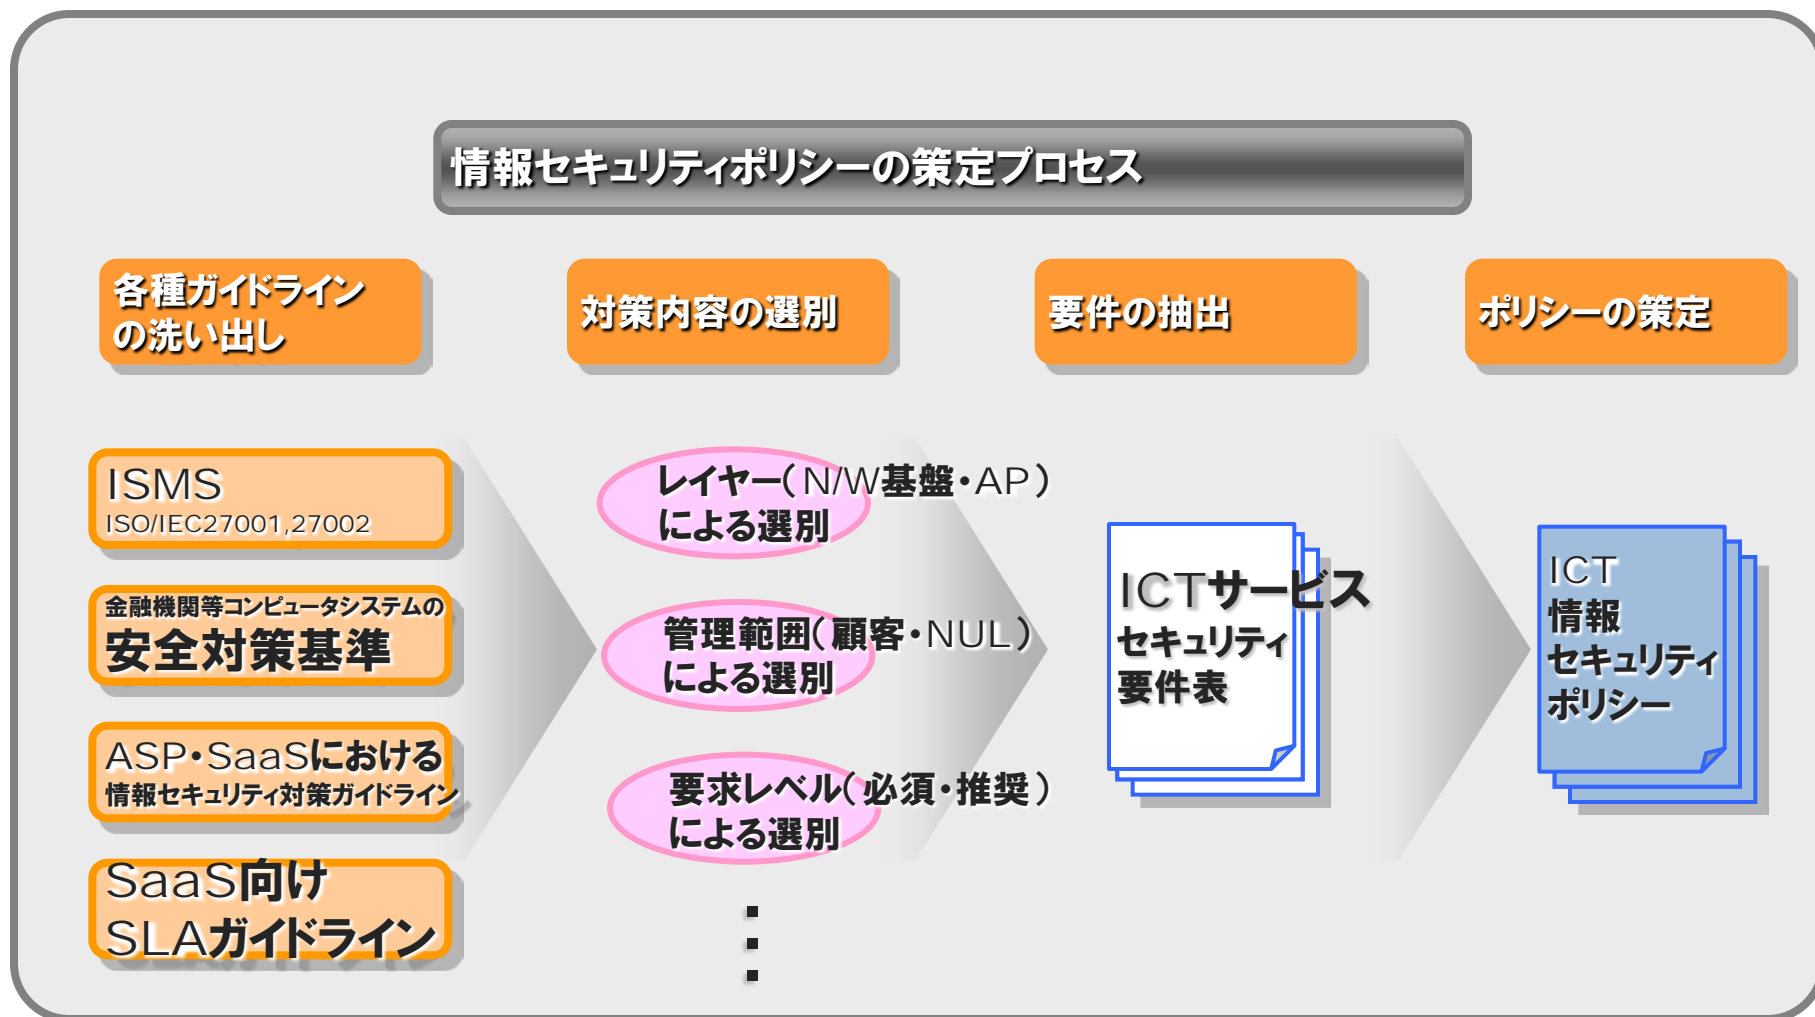 情報セキュリティポリシーの策定プロセス
各種ガイドライン
の洗い出し
対策内容の選別
要件の抽出
ポリシーの策定
ISMS
ISO/IEC27001,27002
金融機関等コンピュータシステムの
安全対策基準
ASP・SaaSにおける
情報セキュリティ対策ガイドライン
SaaS向け
SLAガイドライン
レイヤー(N/W基盤・AP)
による選別
管理範囲(顧客・NUL)
による選別
要求レベル(必須・推奨)
による選別
ICTサービス
セキュリティ
要件表
ICT
情報
セキュリティ
ポリシー